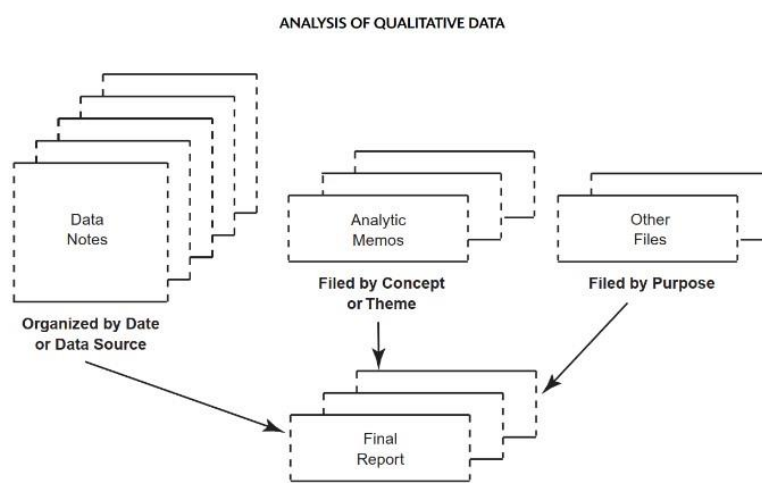 ANALYSIS OF QUALITATIVE DATA
Data
Notes
Organized by Date
or Data Source
Analytic
Memos
Filed by Concept
or Theme
Other
Files
Filed by Purpose
Final
Report